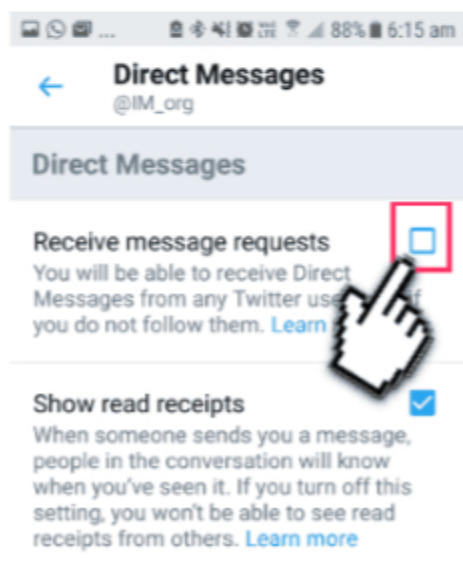 ... 88% 6:15 am
Direct Messages
@IM_org
Direct Messages
Receive message requests
You will be able to receive Direct
Messages from any Twitter use f
you do not follow them. Learn
Show read receipts
When someone sends you a message,
people in the conversation will know
when you've seen it. If you turn off this
setting, you won't be able to see read
receipts from others. Learn more